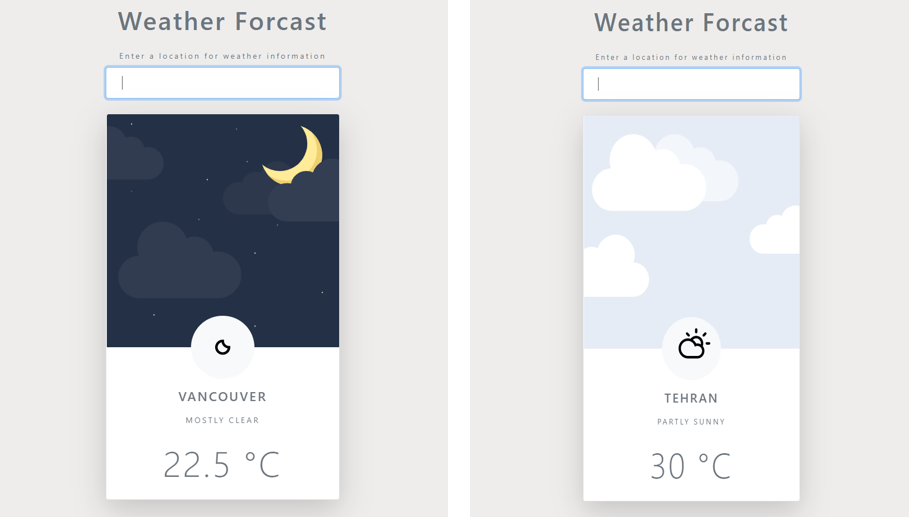 Weather Forcast
Enter a location for weather information
VANCOUVER
MOSTLY CLEAR
22.5 °C
Weather Forcast
Enter a location for weather information
TEHRAN
PARTLY SUNNY
30 °C